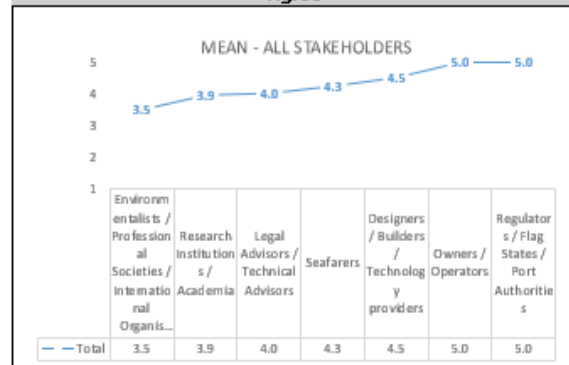 MEAN - ALL STAKEHOLDERS
5
4
3
2
1
3.5
3.9
4.0
4.3
4.5
5.0
5.0
Environm
entalists /
Profession
al
Societies /
Internatio
nal
Organis...
Research
Institution
s /
Academia
Legal
Advisors /
Technical
Advisors
Seafarers
Designers
/ Builders
/
Technolog
y
providers
Owners /
Operators
Regulator
s / Flag
States /
Port
Authoritie
s
Total 3.5 3.9 4.0 4.3 4.5 5.0 5.0